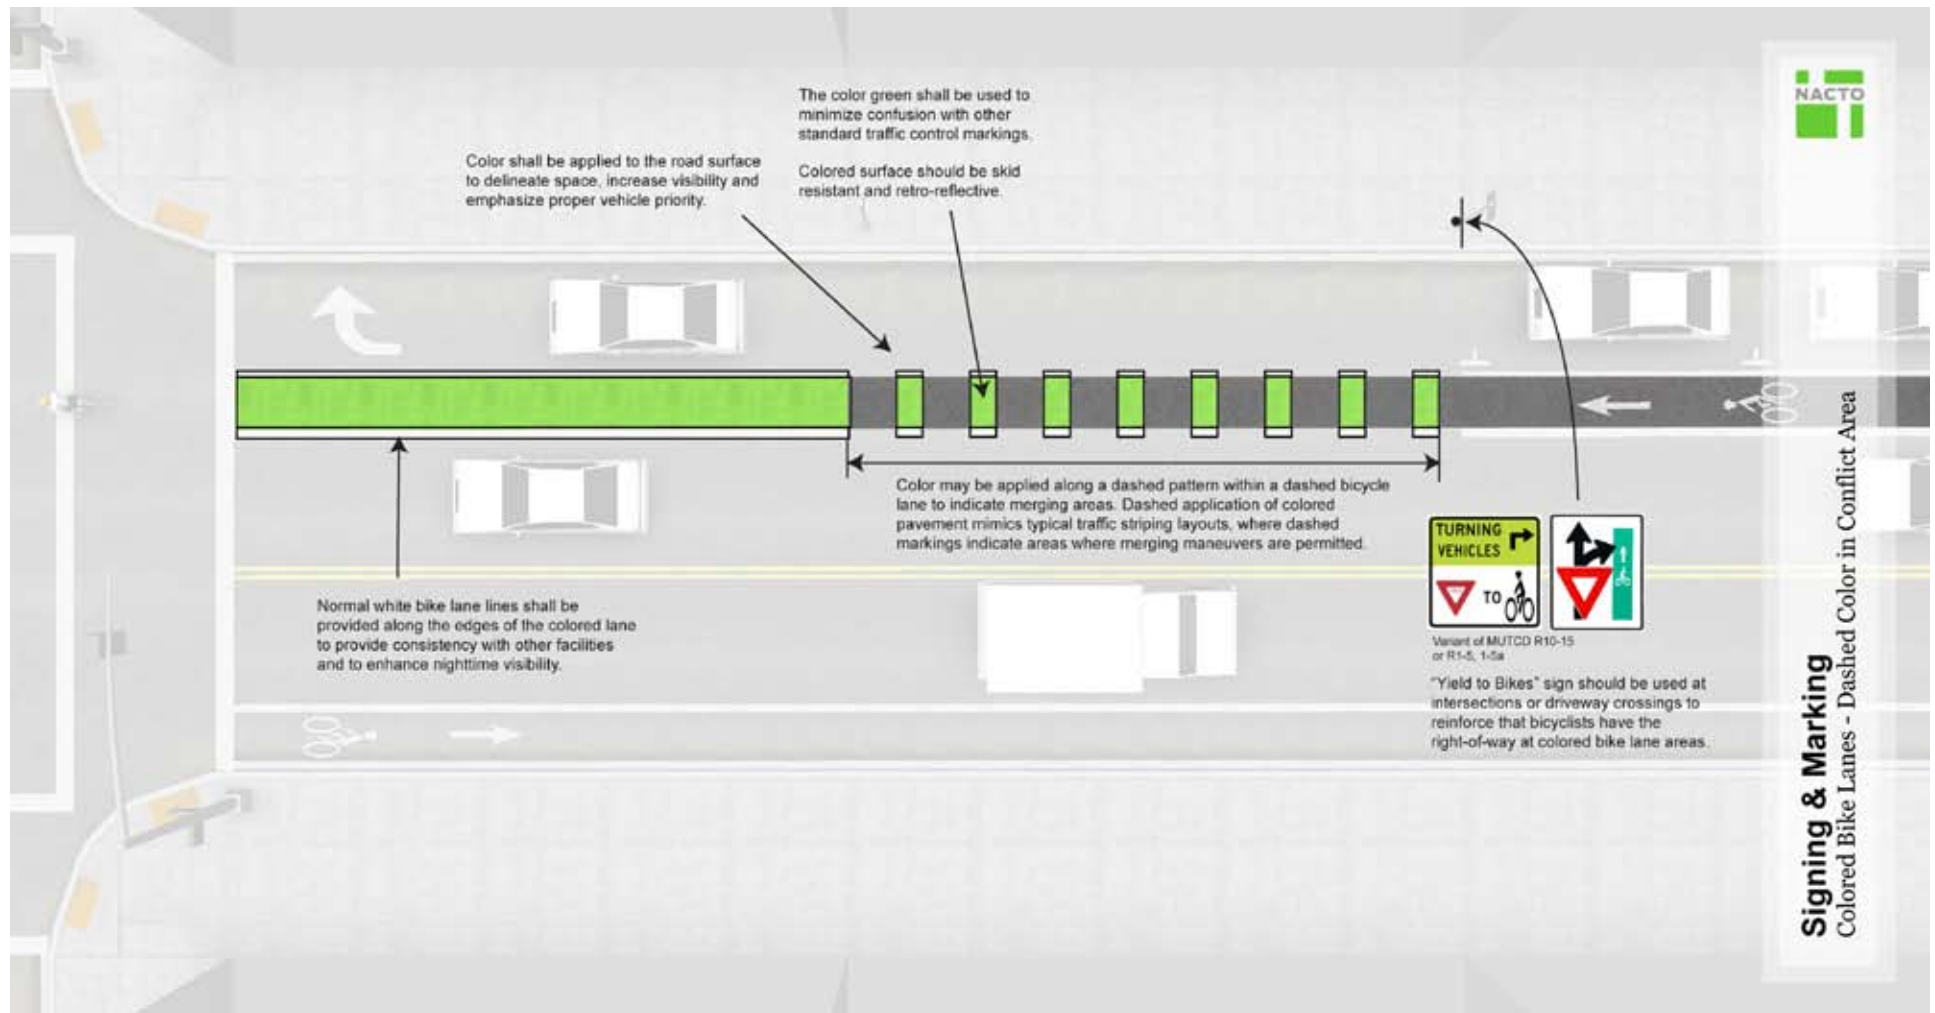 The color green shall be used to
minimize confusion with other
standard traffic control markings.
Colored surface should be skid
resistant and retro-reflective.
Color shall be applied to the road surface
to delineate space, increase visibility and
emphasize proper vehicle priority.
NACTO
Color may be applied along a dashed pattern within a dashed bicycle
lane to indicate merging areas. Dashed application of colored
pavement mimics typical traffic striping layouts, where dashed
markings indicate areas where merging maneuvers are permitted.
Normal white bike lane lines shall be
provided along the edges of the colored lane
to provide consistency with other facilities
and to enhance nighttime visibility.
TURNING
VEHICLES
TO
Variant of MUTCD R10-15
or R1-5, 1-5a
"Yield to Bikes" sign should be used at
intersections or driveway crossings to
reinforce that bicyclists have the
right-of-way at colored bike lane areas.
Signing & Marking
Colored Bike Lanes - Dashed Color in Conflict Area